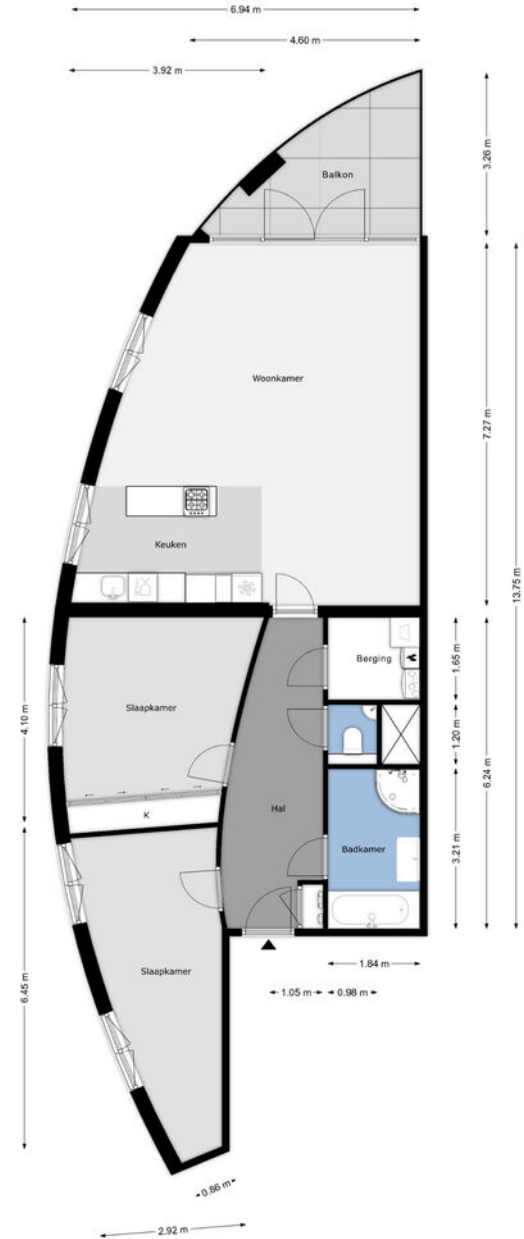 6.94 m
4.60 m
3.92 m
3.26 m
Balkon
Woonkamer
7.27 m
13.75 m
Keuken
4.10 m
Slaapkamer
K
Hal
Berging
1.65 m
1.20 m
6.24 m
Badkamer
3.21 m
6.45 m
Slaapkamer
1.84 m
1.05 m
0.98 m
0.86 m
2.92 m